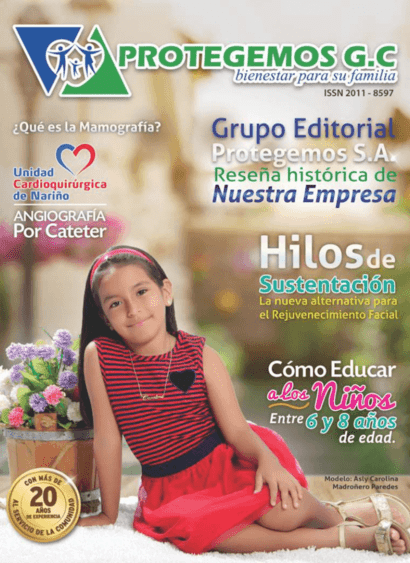 PROTEGEMOS G.C
bienestar para su familia
ISSN 2011 - 8597
¿Qué es la Mamografía?
Unidad
Cardioquirúrgica
de Nariño
ANGIOGRAFÍA
Por Cateter
Grupo Editorial
Protegemos S.A.
Reseña histórica de
Nuestra Empresa
Hilos de
Sustentación
La nueva alternativa para
el Rejuvenecimiento Facial
Cómo Educar
a los Niños
Entre 6 y 8 años
de edad.
Modelo: Asly Carolina
Madroñero Paredes
CON MÁS DE
20
AÑOS
DE EXPERIENCIA
AL SERVICIO DE LA COMUNIDAD